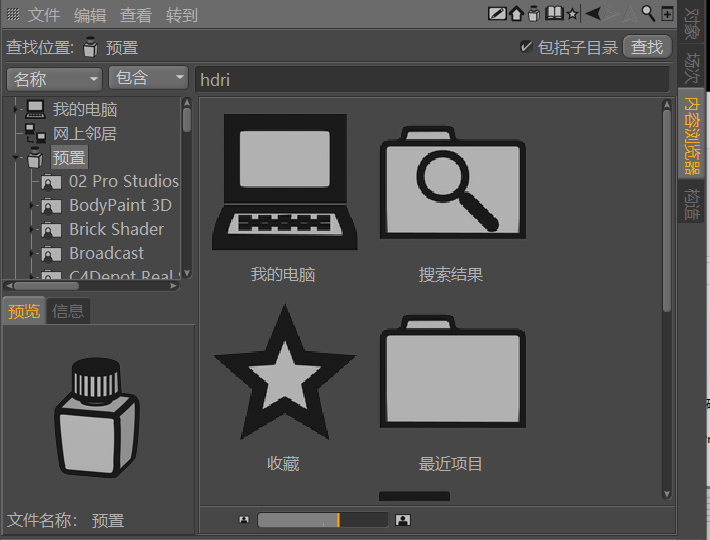 文件 编辑 查看 转到
查找位置: 预置
包括子目录 查找
名称 包含 hdri
我的电脑
网上邻居
预置
02 Pro Studios
BodyPaint 3D
Brick Shader
Broadcast
C4Depot Real
我的电脑
搜索结果
收藏
最近项目
预览 信息
文件名称: 预置
对象
场次
内容浏览器
构造